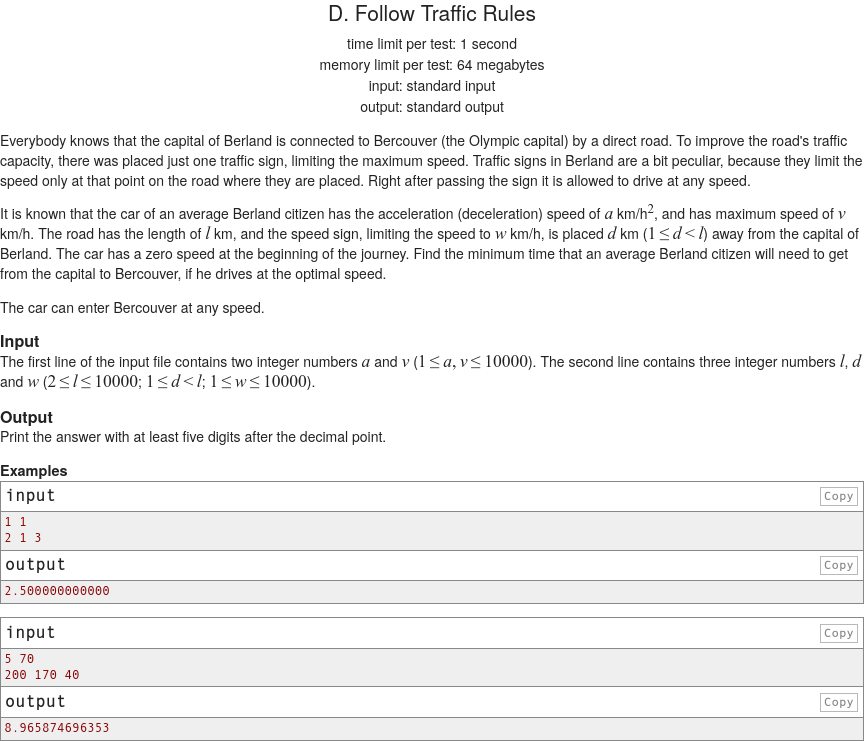 D. Follow Traffic Rules
time limit per test: 1 second
memory limit per test: 64 megabytes
input: standard input
output: standard output
Everybody knows that the capital of Berland is connected to Bercouver (the Olympic capital) by a direct road. To improve the road's traffic
capacity, there was placed just one traffic sign, limiting the maximum speed. Traffic signs in Berland are a bit peculiar, because they limit the
speed only at that point on the road where they are placed. Right after passing the sign it is allowed to drive at any speed.
It is known that the car of an average Berland citizen has the acceleration (deceleration) speed of a km/h², and has maximum speed of v
km/h. The road has the length of l km, and the speed sign, limiting the speed to w km/h, is placed d km (1 ≤ d < l) away from the capital of
Berland. The car has a zero speed at the beginning of the journey. Find the minimum time that an average Berland citizen will need to get
from the capital to Bercouver, if he drives at the optimal speed.
The car can enter Bercouver at any speed.
Input
The first line of the input file contains two integer numbers a and v (1 ≤ a, v ≤ 10000). The second line contains three integer numbers l, d
and w (2 ≤ l ≤ 10000; 1 ≤ d < l; 1 ≤ w ≤ 10000).
Output
Print the answer with at least five digits after the decimal point.
Examples
input Copy
1 1
2 1 3
output Copy
2.500000000000
input Copy
5 70
200 170 40
output Copy
8.965874696353